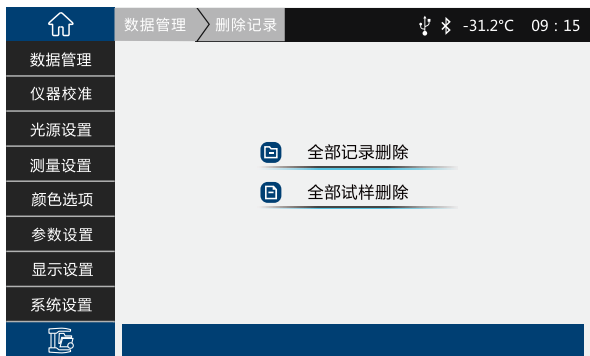 数据管理 删除记录 -31.2°C 09 : 15
数据管理
仪器校准
光源设置
测量设置
颜色选项
参数设置
显示设置
系统设置
全部记录删除
全部试样删除